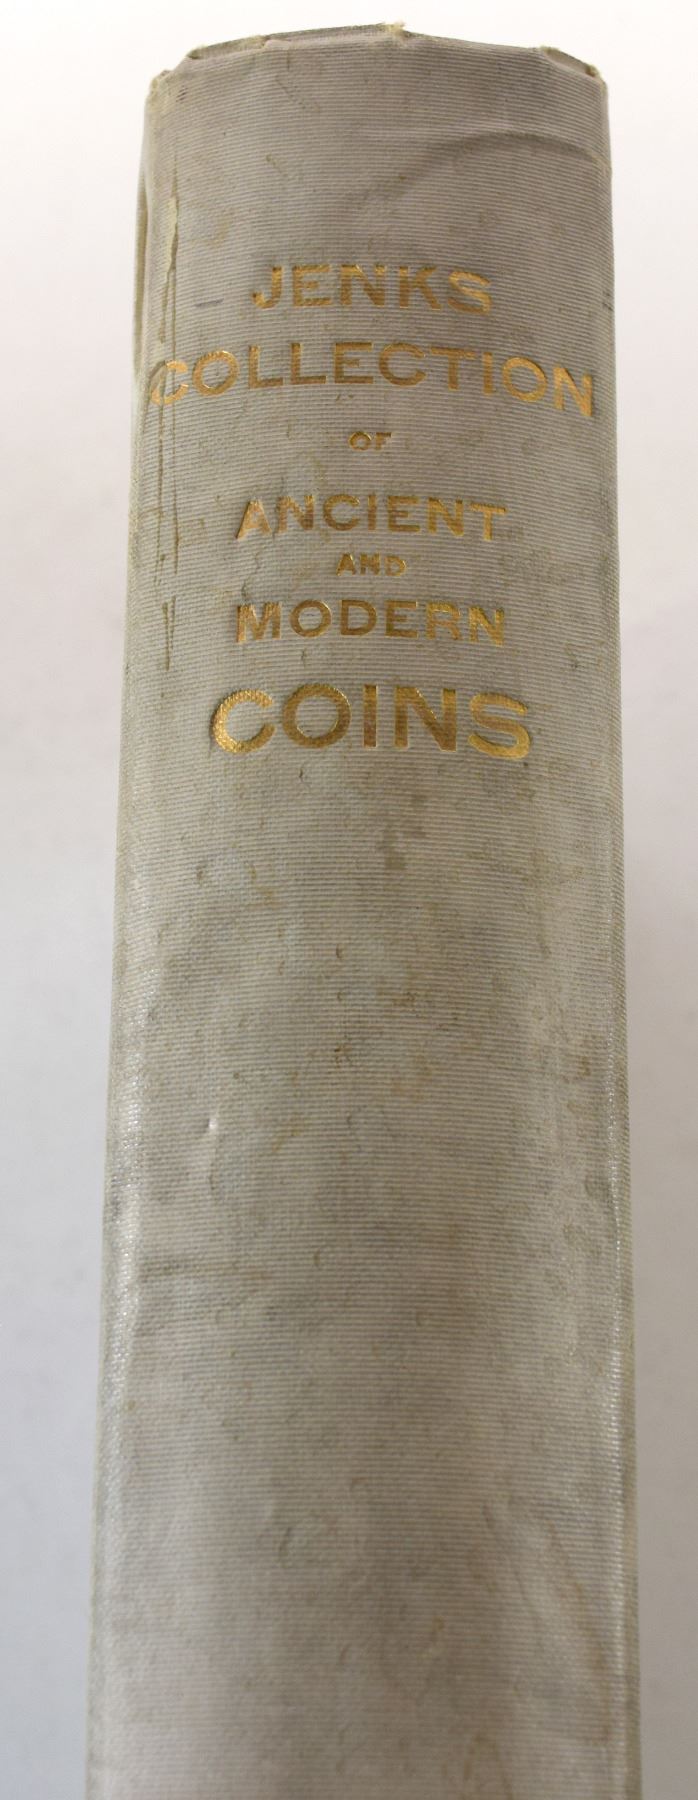 JENKS
COLLECTION
OF
ANCIENT
AND
MODERN
COINS